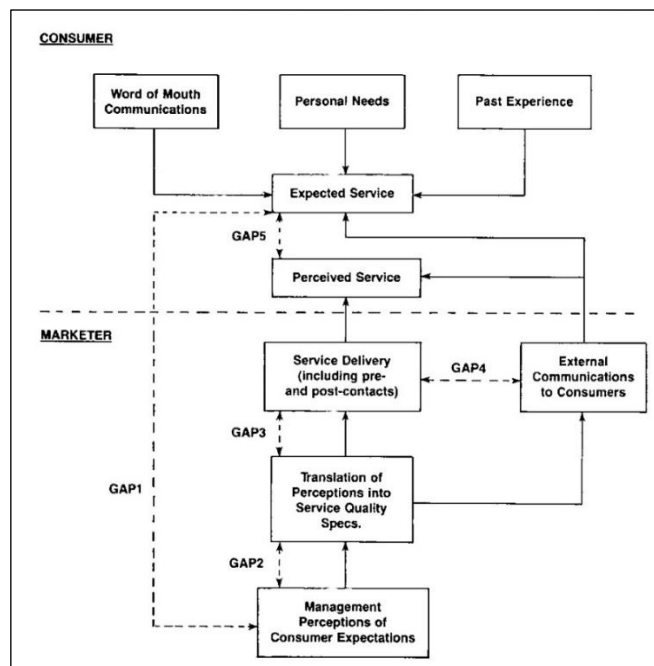 CONSUMER
Word of Mouth
Communications
Personal Needs
Past Experience
Expected Service
GAP5
Perceived Service
MARKETER
Service Delivery
(including pre-
and post-contacts)
GAP4
External
Communications
to Consumers
GAP3
GAP1
Translation of
Perceptions into
Service Quality
Specs.
GAP2
Management
Perceptions of
Consumer Expectations